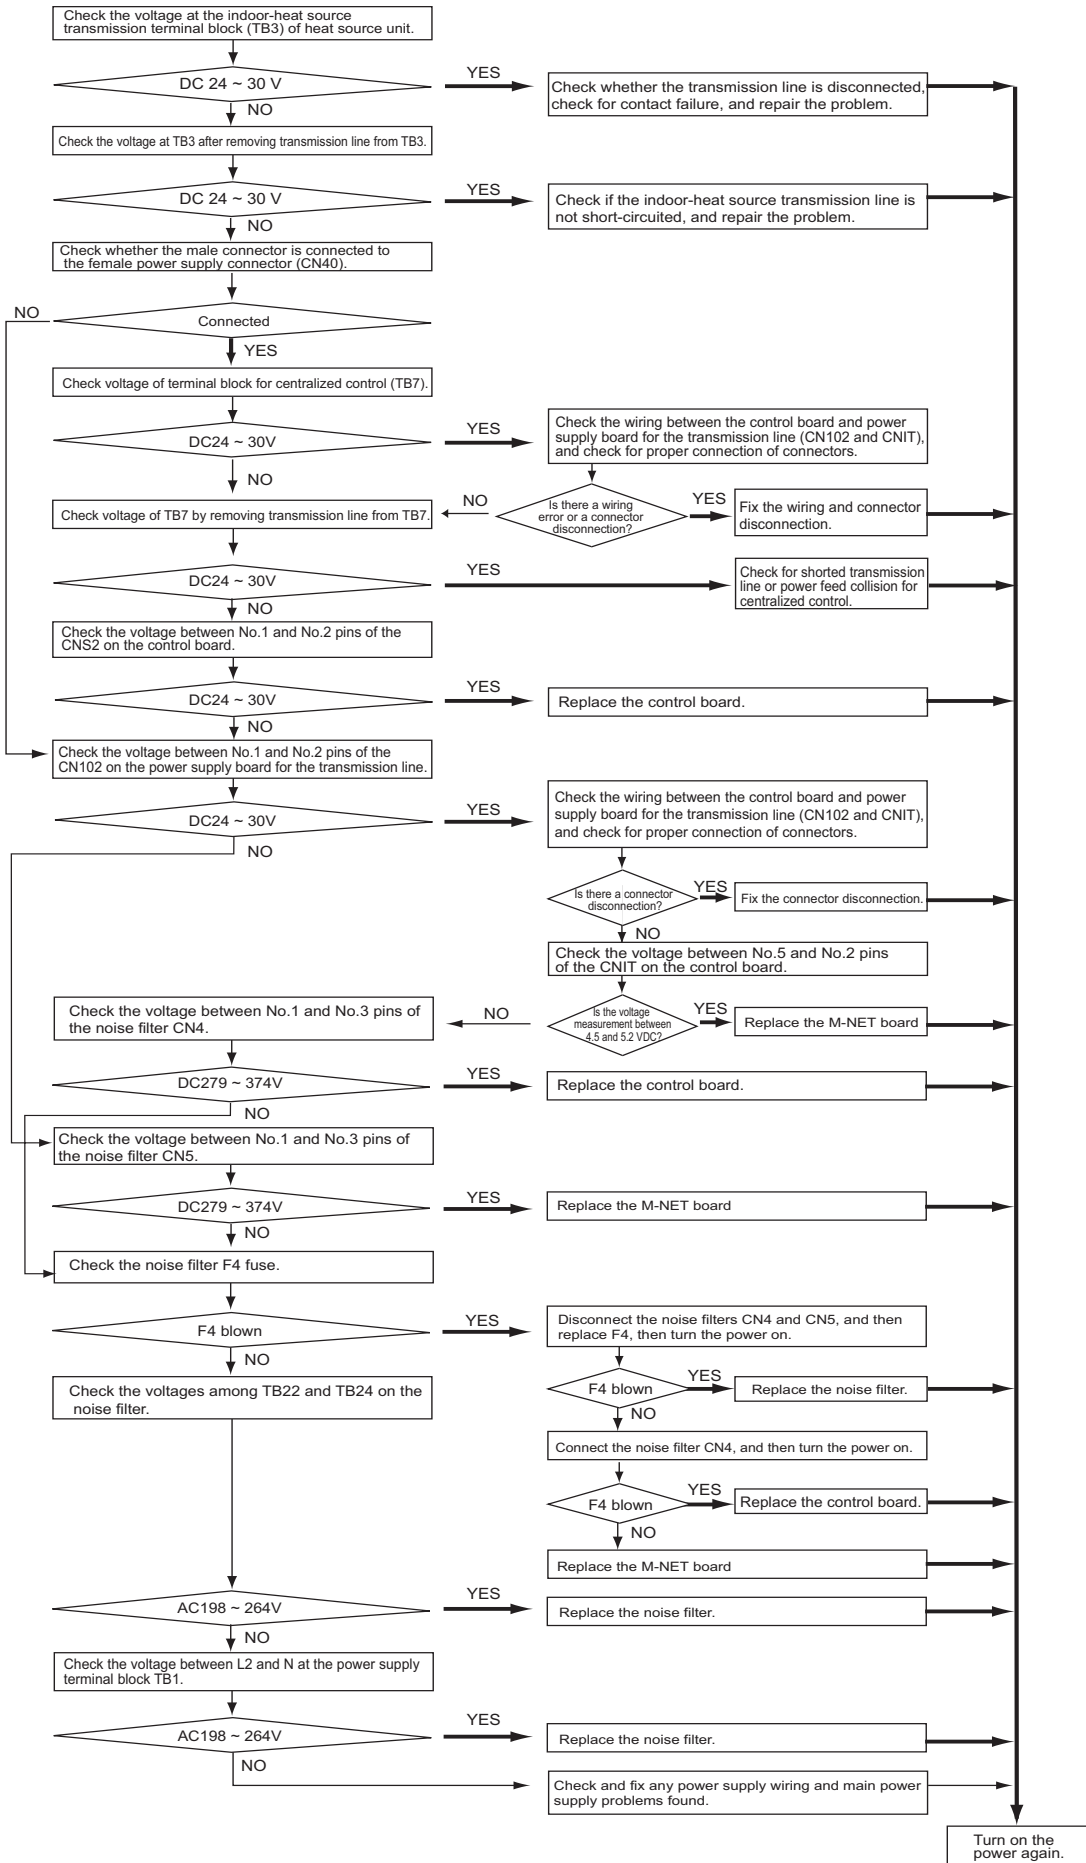 Check the voltage at the indoor-heat source
transmission terminal block (TB3) of heat source unit.
DC 24 ~ 30 V
YES
Check whether the transmission line is disconnected,
check for contact failure, and repair the problem.
NO
Check the voltage at TB3 after removing transmission line from TB3.
DC 24 ~ 30 V
YES
Check if the indoor-heat source transmission line is
not short-circuited, and repair the problem.
NO
Check whether the male connector is connected to
the female power supply connector (CN40).
NO
Connected
YES
Check voltage of terminal block for centralized control (TB7).
DC24 ~ 30V
YES
Check the wiring between the control board and power
supply board for the transmission line (CN102 and CNIT),
and check for proper connection of connectors.
NO
Check voltage of TB7 by removing transmission line from TB7.
NO
Is there a wiring
error or a connector
disconnection?
YES
Fix the wiring and connector
disconnection.
DC24 ~ 30V
YES
Check for shorted transmission
line or power feed collision for
centralized control.
NO
Check the voltage between No.1 and No.2 pins of the
CNS2 on the control board.
DC24 ~ 30V
YES
Replace the control board.
NO
Check the voltage between No.1 and No.2 pins of the
CN102 on the power supply board for the transmission line.
DC24 ~ 30V
YES
Check the wiring between the control board and power
supply board for the transmission line (CN102 and CNIT),
and check for proper connection of connectors.
NO
Is there a connector
disconnection?
YES
Fix the connector disconnection.
NO
Check the voltage between No.5 and No.2 pins
of the CNIT on the control board.
Is the voltage
measurement between
4.5 and 5.2 VDC?
YES
Replace the M-NET board
NO
Check the voltage between No.1 and No.3 pins of
the noise filter CN4.
DC279 ~ 374V
YES
Replace the control board.
NO
Check the voltage between No.1 and No.3 pins of
the noise filter CN5.
DC279 ~ 374V
YES
Replace the M-NET board
NO
Check the noise filter F4 fuse.
F4 blown
YES
Disconnect the noise filters CN4 and CN5, and then
replace F4, then turn the power on.
NO
Check the voltages among TB22 and TB24 on the
noise filter.
F4 blown
YES
Replace the noise filter.
NO
Connect the noise filter CN4, and then turn the power on.
F4 blown
YES
Replace the control board.
NO
Replace the M-NET board
AC198 ~ 264V
YES
Replace the noise filter.
NO
Check the voltage between L2 and N at the power supply
terminal block TB1.
AC198 ~ 264V
YES
Replace the noise filter.
NO
Check and fix any power supply wiring and main power
supply problems found.
Turn on the
power again.